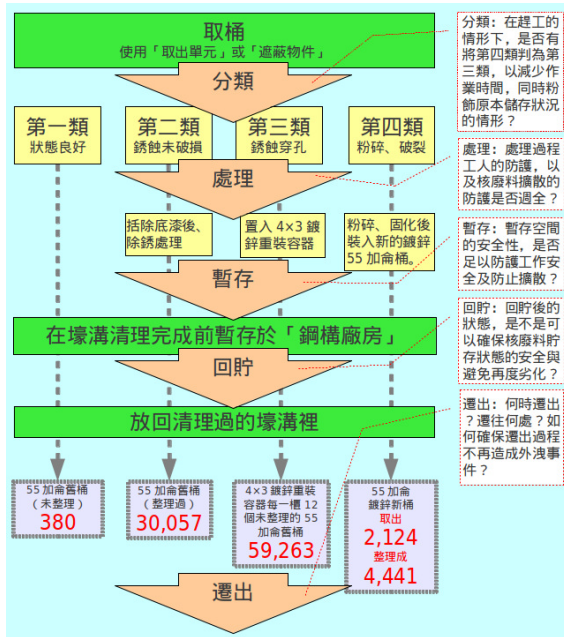 取桶
使用「取出單元」或「遮蔽物件」
分類
第一類
狀態良好
第二類
銹蝕未破損
第三類
銹蝕穿孔
第四類
粉碎、破裂
處理
括除底漆後、
除銹處理
置入 4×3 鍍
鋅重裝容器
粉碎、固化後
裝入新的鍍鋅
55 加侖桶。
暫存
在壕溝清理完成前暫存於「鋼構廠房」
回貯
放回清理過的壕溝裡
55 加侖舊桶
（未整理）
380
55 加侖舊桶
（整理過）
30,057
4×3 鍍鋅重裝
容器每一櫃 12
個未整理的 55
加侖舊桶
59,263
55 加侖
鍍鋅新桶
取出
2,124
整理成
4,441
遷出
分類：在趕工的
情形下，是否有
將第四類判為第
三類，以減少作
業時間，同時粉
飾原本儲存狀況
的情形？
處理：處理過程
工人的防護，以
及核廢料擴散的
防護是否週全？
暫存：暫存空間
的安全性，是否
足以防護工作安
全及防止擴散？
回貯：回貯後的
狀態，是不是可
以確保核廢料貯
存狀態的安全與
避免再度劣化？
遷出：何時遷出
？遷往何處？如
何確保遷出過程
不再造成外洩事
件？